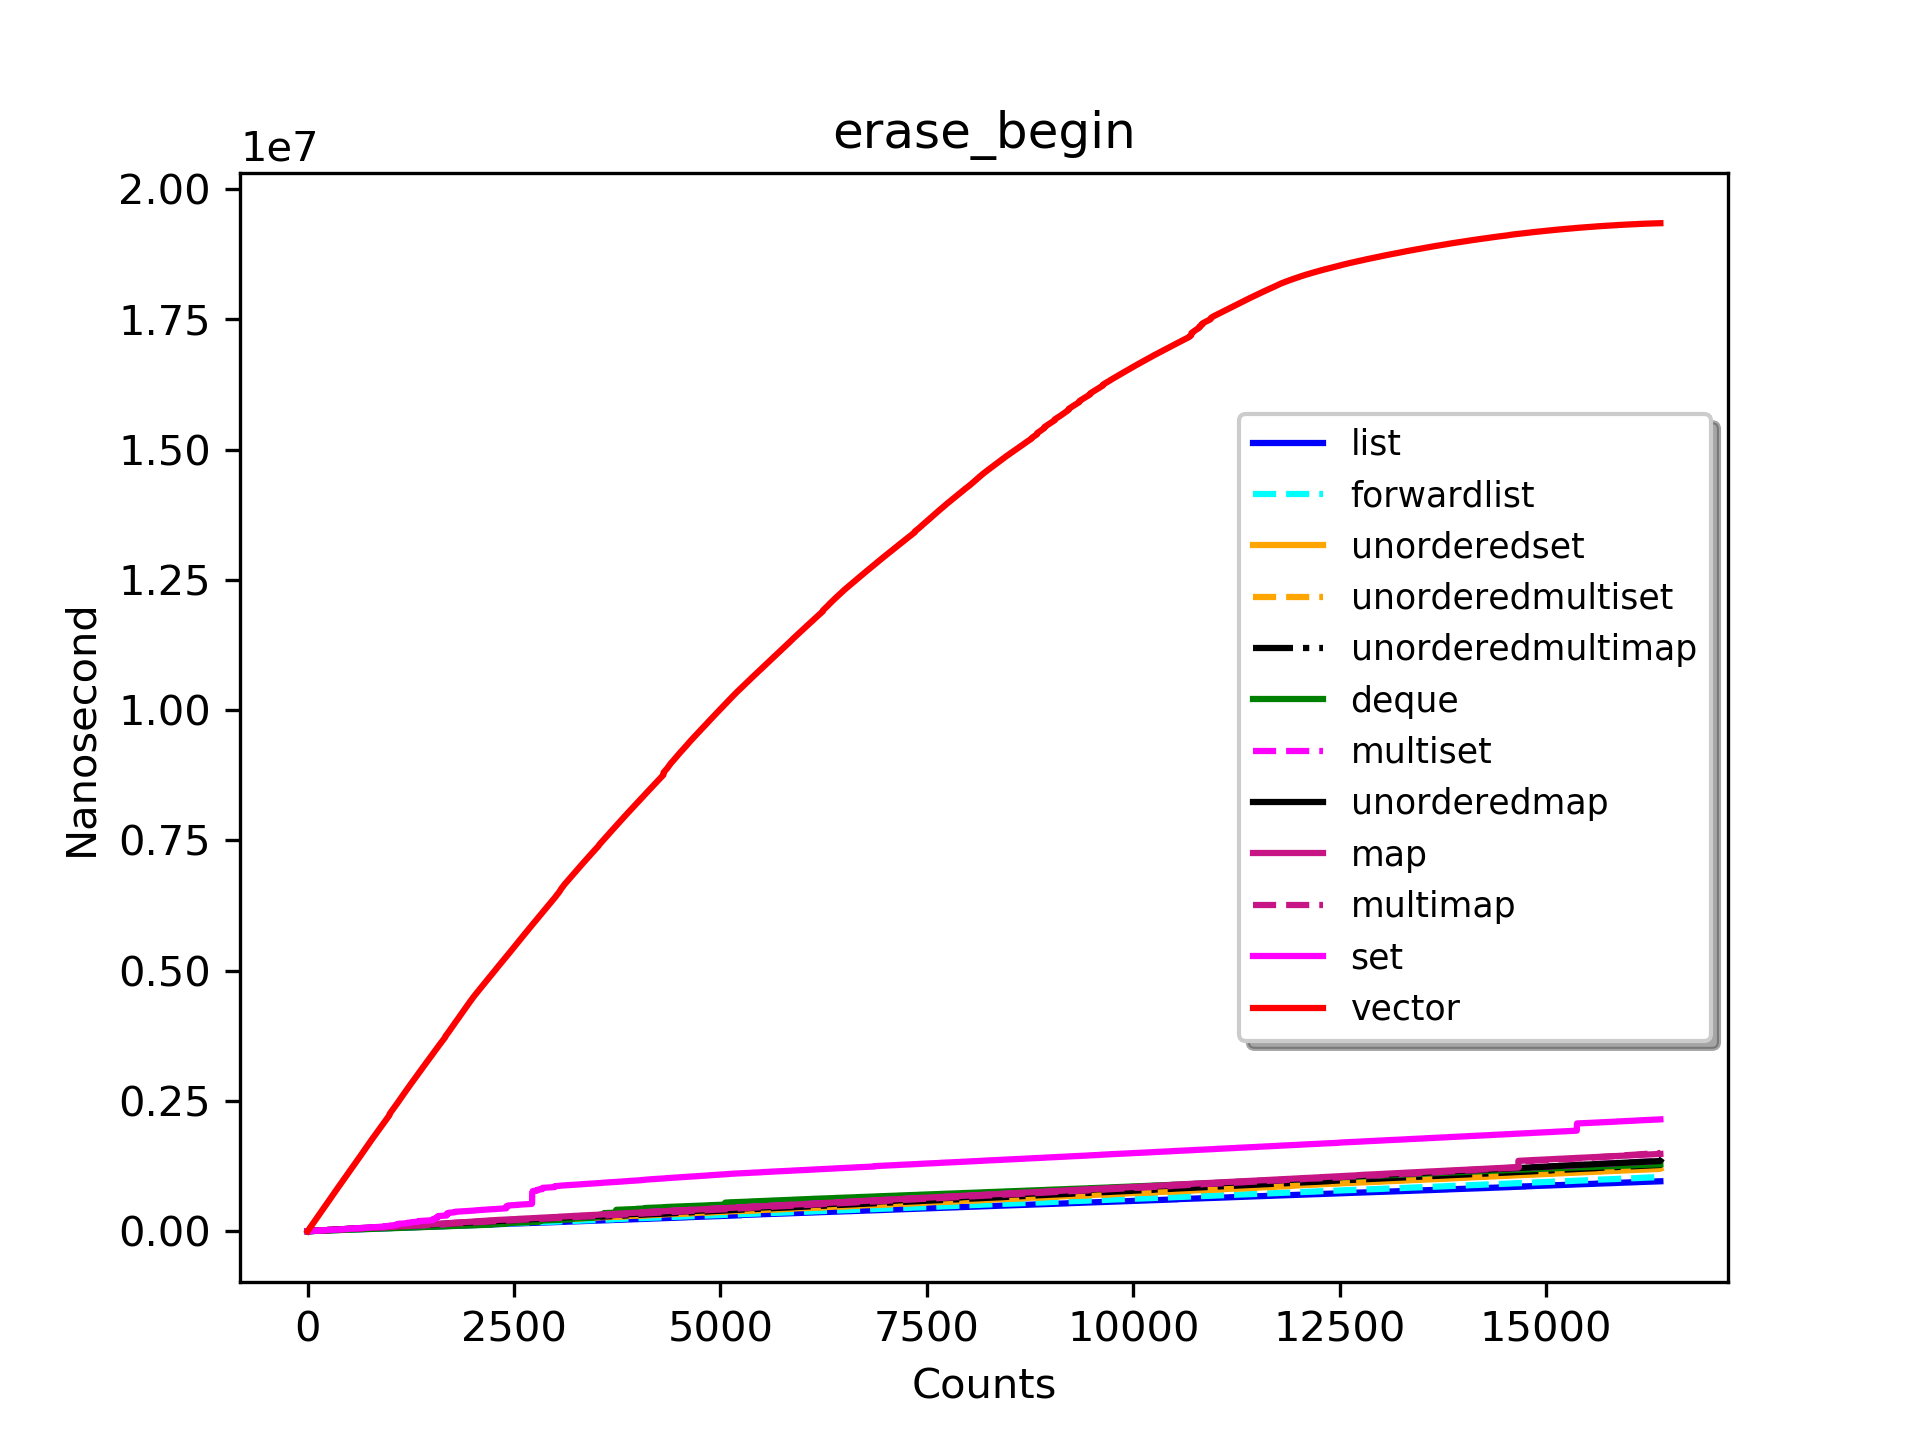 erase_begin
1e7
2.00
1.75
1.50
1.25
1.00
0.75
0.50
0.25
0.00
Nanosecond
list
forwardlist
unorderedset
unorderedmultiset
unorderedmultimap
deque
multiset
unorderedmap
map
multimap
set
vector
0 2500 5000 7500 10000 12500 15000
Counts